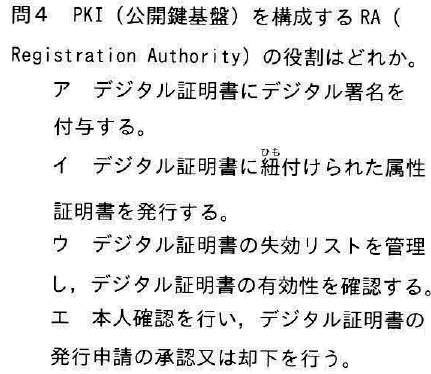 問4　PKI（公開鍵基盤）を構成するRA（
Registration Authority）の役割はどれか。
ア　デジタル証明書にデジタル署名を
付与する。
イ　デジタル証明書に紐付けられた属性
ひも
証明書を発行する。
ウ　デジタル証明書の失効リストを管理
し，デジタル証明書の有効性を確認する。
エ　本人確認を行い，デジタル証明書の
発行申請の承認又は却下を行う。